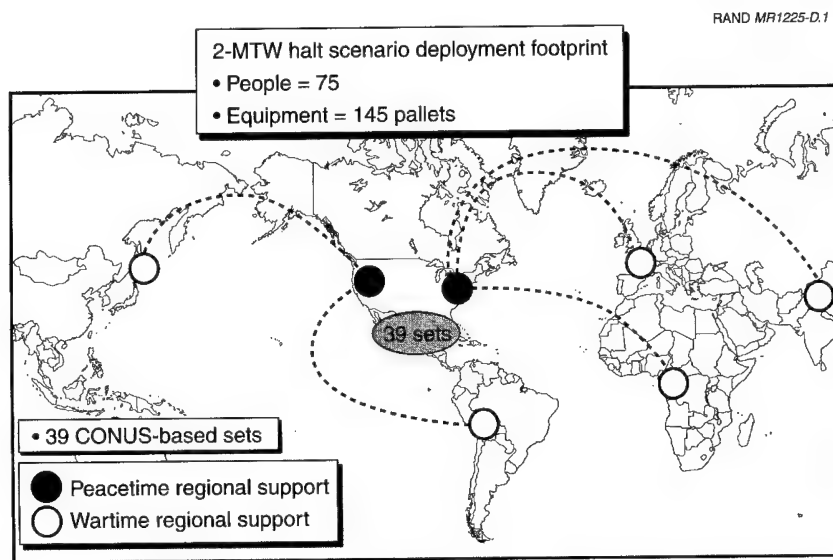 RAND MR1225-D.1
2-MTW halt scenario deployment footprint
• People = 75
• Equipment = 145 pallets
39 sets
• 39 CONUS-based sets
Peacetime regional support
Wartime regional support